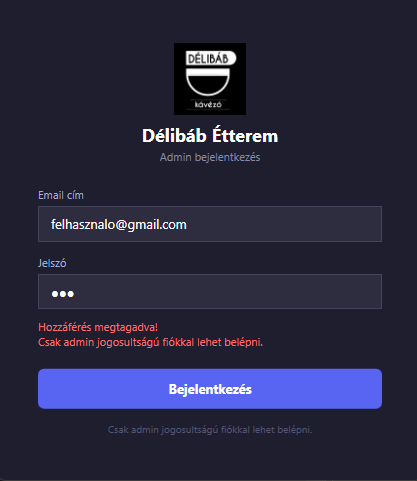 DÉLIBÁB
kávézó
Délibáb Étterem
Admin bejelentkezés
Email cím
felhasznalo@gmail.com
Jelszó
●●●
Hozzáférés megtagadva!
Csak admin jogosultságú fiókkal lehet belépni.
Bejelentkezés
Csak admin jogosultságú fiókkal lehet belépni.